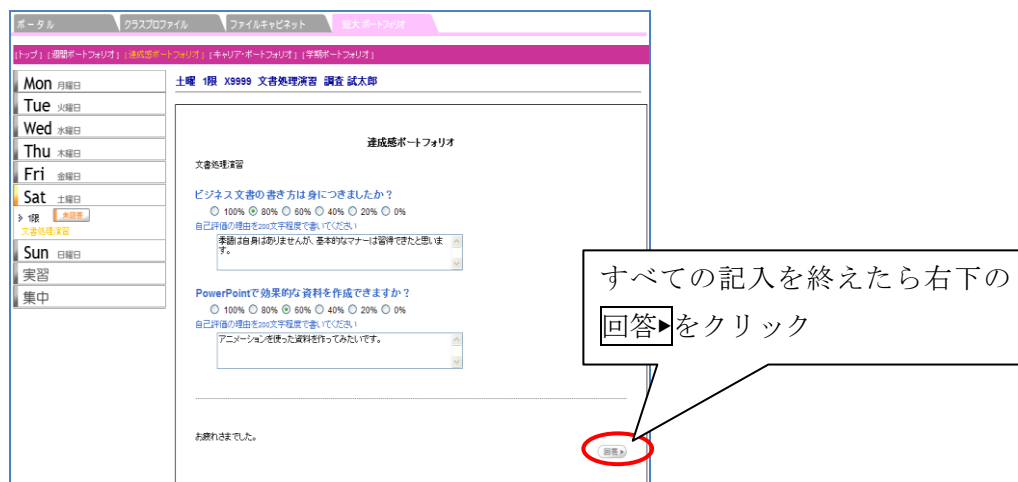 ポータル クラスプロファイル ファイルキャビネット 短大ポートフォリオ
[トップ] [週間ポートフォリオ] [達成感ポートフォリオ] [キャリア・ポートフォリオ] [学期ポートフォリオ]
Mon 月曜日
Tue 火曜日
Wed 水曜日
Thu 木曜日
Fri 金曜日
Sat 土曜日
1限 未回答
文書処理演習
Sun 日曜日
実習
集中
土曜 1限 X9999 文書処理演習 調査 試太郎
達成感ポートフォリオ
文書処理演習
ビジネス文書の書き方は身につきましたか？
100% 80% 60% 40% 20% 0%
自己評価の理由を200文字程度で書いてください
季語は自身はありませんが、基本的なマナーは習得できたと思いま
す。
PowerPointで効果的な資料を作成できますか？
100% 80% 60% 40% 20% 0%
自己評価の理由を200文字程度で書いてください
アニメーションを使った資料を作ってみたいです。
お疲れさまでした。
回答▶
すべての記入を終えたら右下の
回答▶をクリック